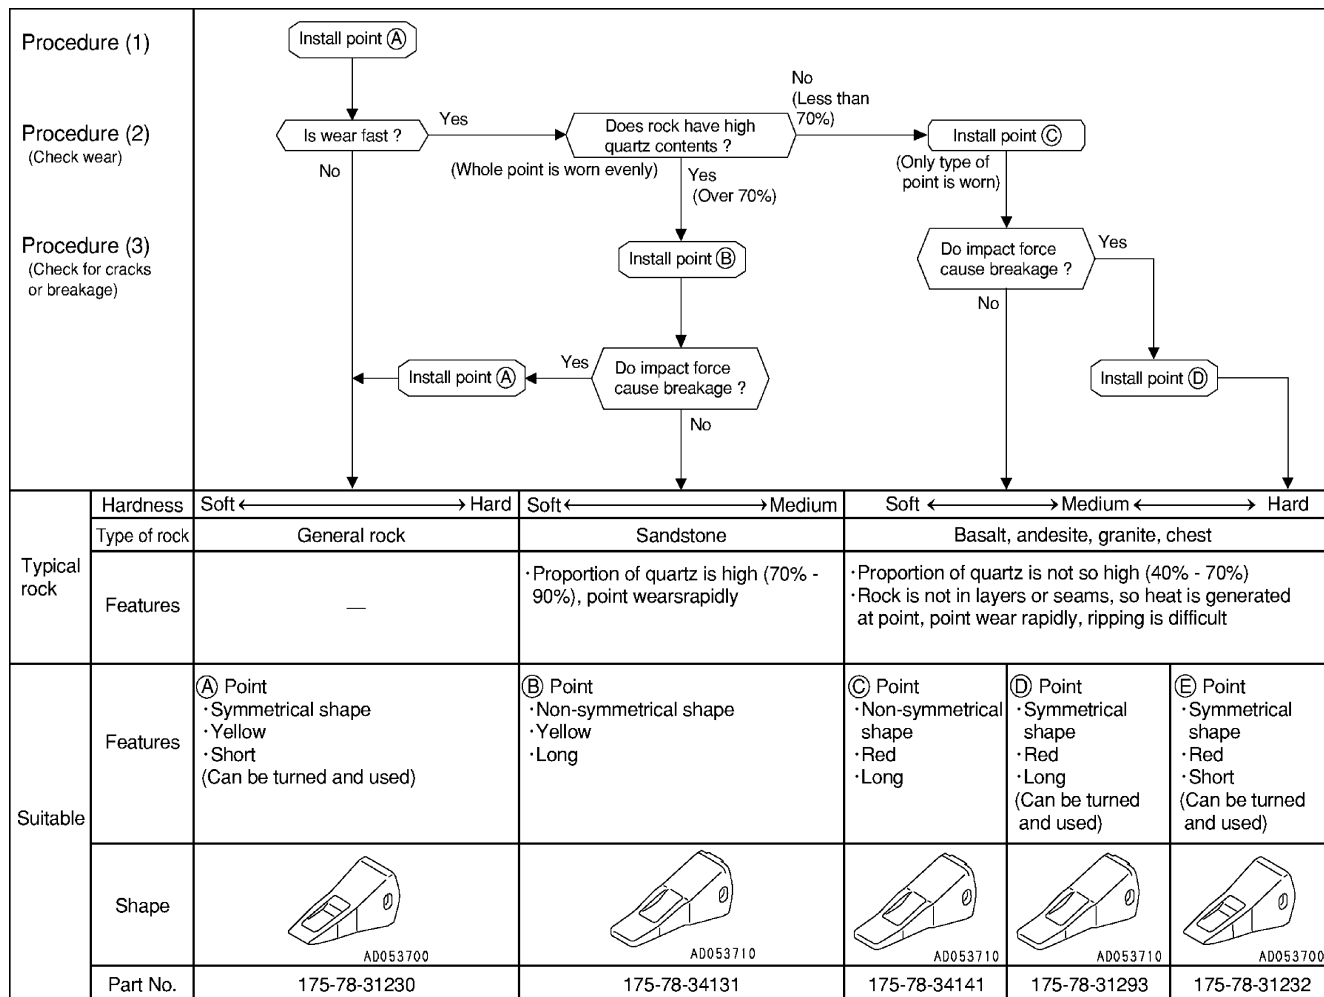 Procedure (1)
Install point Ⓐ
Procedure (2)
(Check wear)
Is wear fast ?
Yes
(Whole point is worn evenly)
No
Does rock have high
quartz contents ?
No
(Less than
70%)
Yes
(Over 70%)
Install point Ⓒ
(Only type of
point is worn)
Procedure (3)
(Check for cracks
or breakage)
Install point Ⓑ
Do impact force
cause breakage ?
Yes
No
Install point Ⓐ
Yes
Do impact force
cause breakage ?
No
Install point Ⓓ
Typical
rock
Hardness
Soft ⟷ Hard
Soft ⟷ Medium
Soft ⟷ Medium ⟷ Hard
Type of rock
General rock
Sandstone
Basalt, andesite, granite, chest
Features
—
·Proportion of quartz is high (70% -
90%), point wearsrapidly
·Proportion of quartz is not so high (40% - 70%)
·Rock is not in layers or seams, so heat is generated
at point, point wear rapidly, ripping is difficult
Suitable
Features
Ⓐ Point
·Symmetrical shape
·Yellow
·Short
(Can be turned and used)
Ⓑ Point
·Non-symmetrical shape
·Yellow
·Long
Ⓒ Point
·Non-symmetrical
shape
·Red
·Long
Ⓓ Point
·Symmetrical
shape
·Red
·Long
(Can be turned
and used)
Ⓔ Point
·Symmetrical
shape
·Red
·Short
(Can be turned
and used)
Shape
AD053700
AD053710
AD053710
AD053710
AD053700
Part No.
175-78-31230
175-78-34131
175-78-34141
175-78-31293
175-78-31232